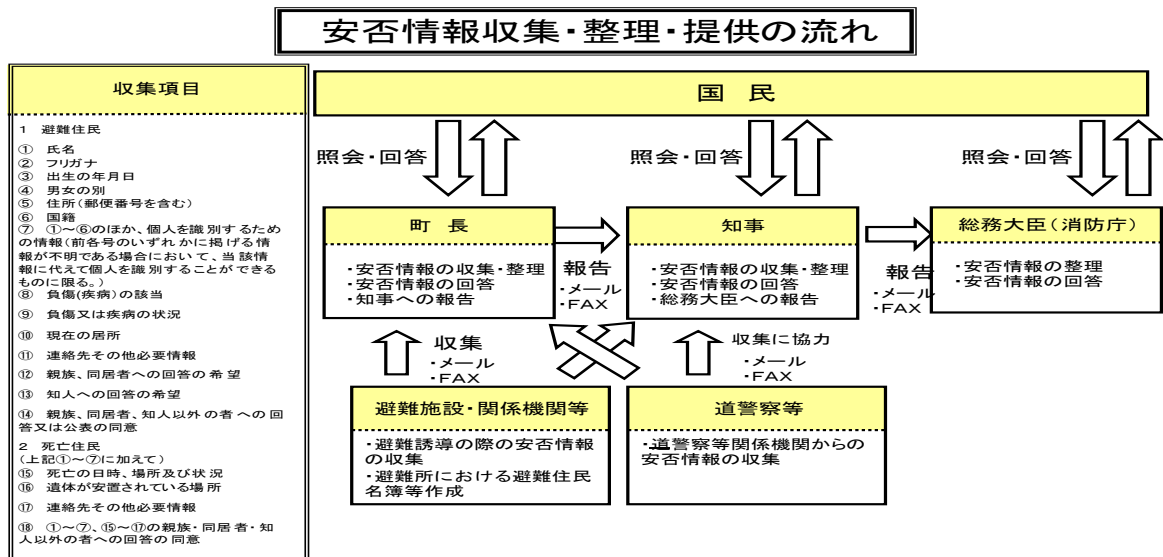 安否情報収集・整理・提供の流れ
収集項目
1 避難住民
① 氏名
② フリガナ
③ 出生の年月日
④ 男女の別
⑤ 住所(郵便番号を含む)
⑥ 国籍
⑦ ①～⑥のほか、個人を識別するため
の情報(前各号のいずれかに掲げる情
報が不明である場合において、当該情
報に代えて個人を識別することができる
ものに限る。)
⑧ 負傷(疾病)の該当
⑨ 負傷又は疾病の状況
⑩ 現在の居所
⑪ 連絡先その他必要情報
⑫ 親族、同居者への回答の希望
⑬ 知人への回答の希望
⑭ 親族、同居者、知人以外の者への回
答又は公表の同意
2 死亡住民
(上記①～⑦に加えて)
⑮ 死亡の日時、場所及び状況
⑯ 遺体が安置されている場所
⑰ 連絡先その他必要情報
⑱ ①～⑦、⑮～⑰の親族・同居者・知
人以外の者への回答の同意
国 民
照会・回答
照会・回答
照会・回答
町 長
・安否情報の収集・整理
・安否情報の回答
・知事への報告
報告
・メール
・FAX
知事
・安否情報の収集・整理
・安否情報の回答
・総務大臣への報告
報告
・メール
・FAX
総務大臣(消防庁)
・安否情報の整理
・安否情報の回答
収集
・メール
・FAX
収集に協力
・メール
・FAX
避難施設・関係機関等
・避難誘導の際の安否情報
の収集
・避難所における避難住民
名簿等作成
道警察等
・道警察等関係機関からの
安否情報の収集